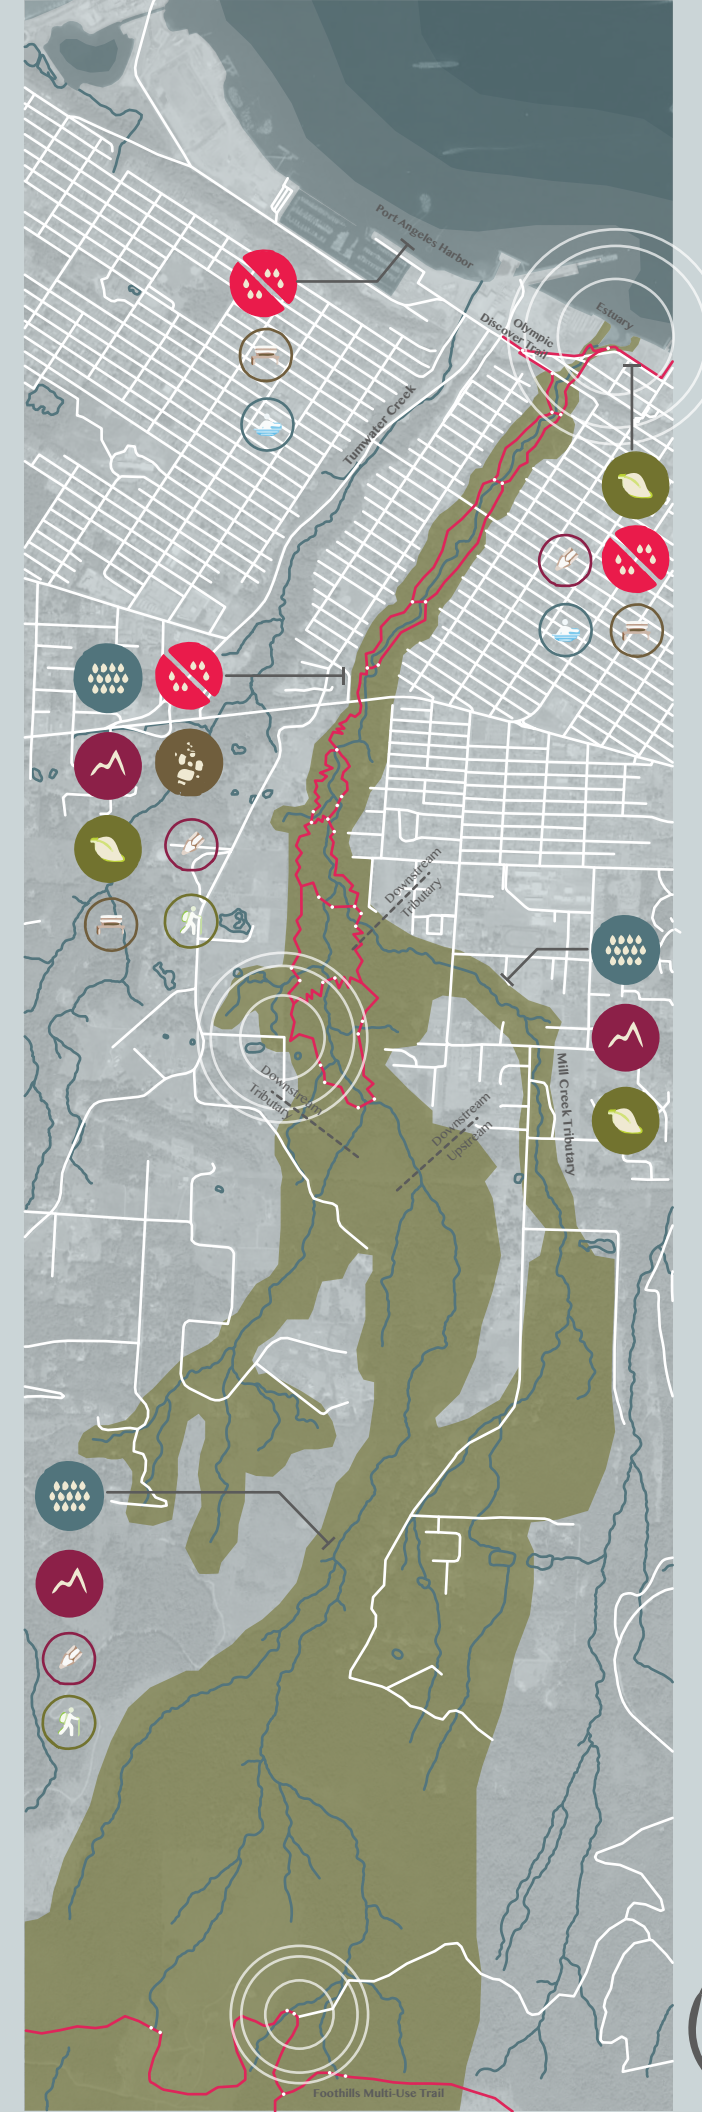 Port Angeles Harbor
Estuary
Olympic
Discover Trail
Tumwater Creek
Downstream
Tributary
Mill Creek Tributary
Downstream
Tributary
Downstream
Upstream
Foothills Multi-Use Trail